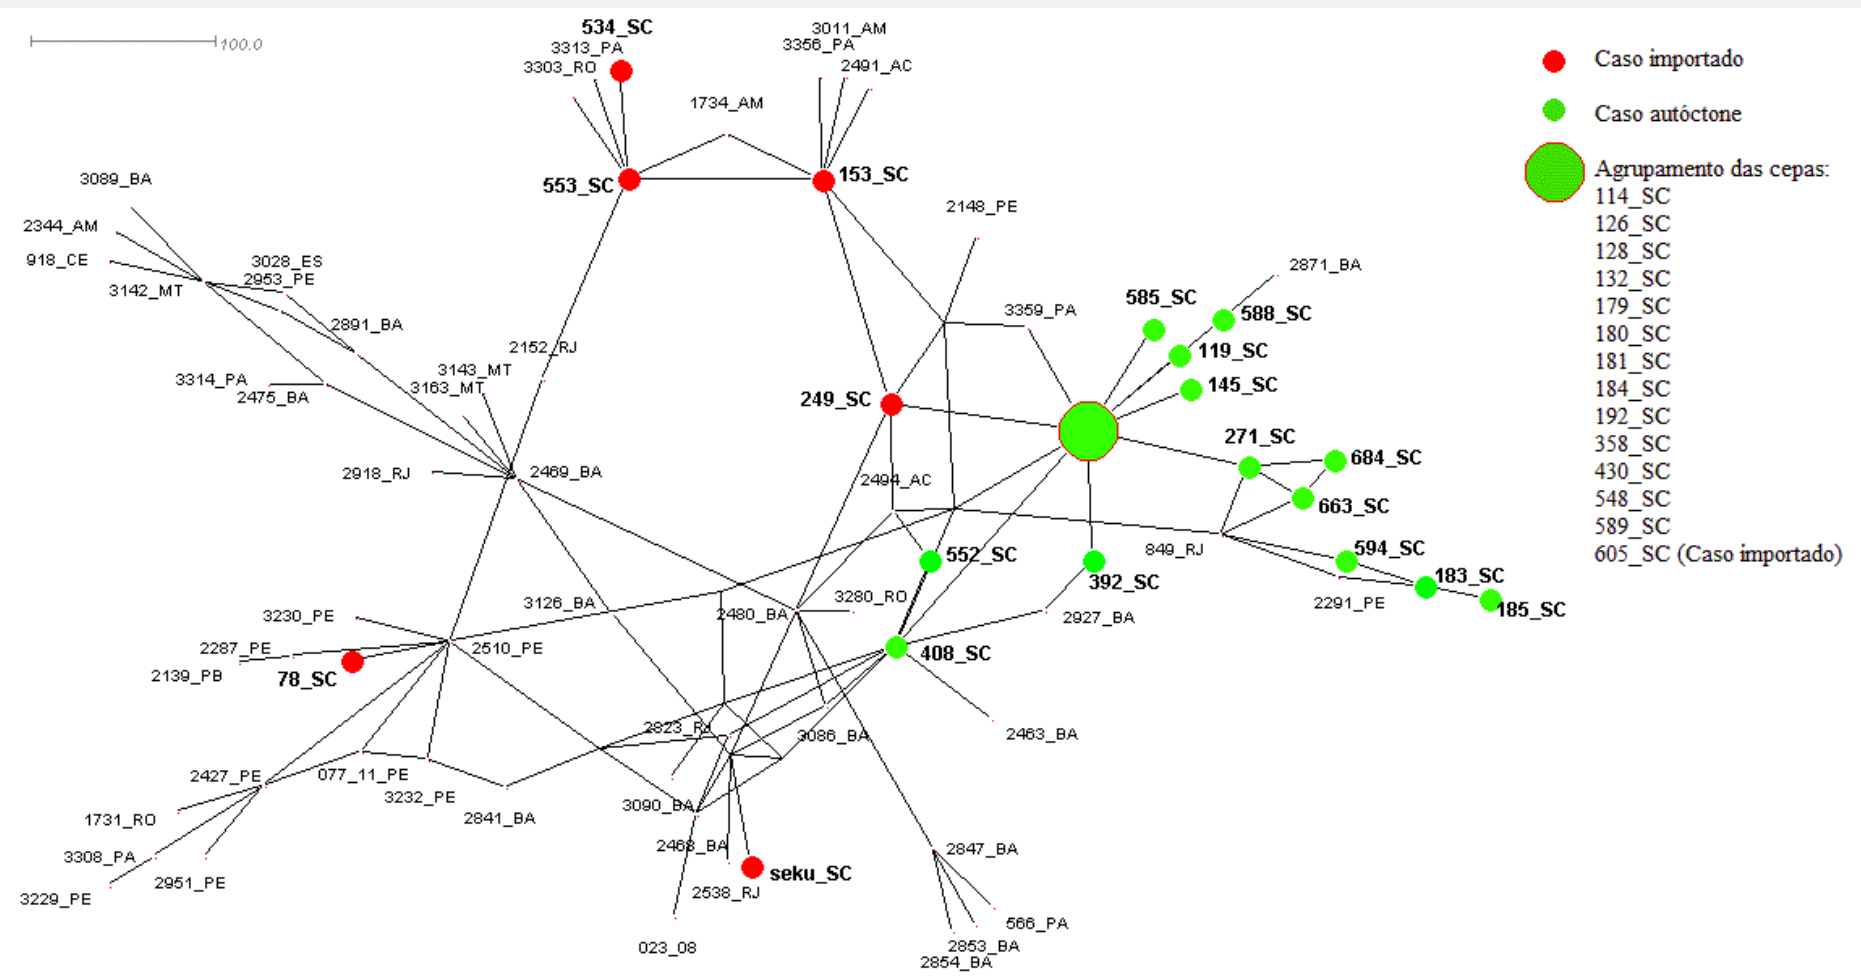 534_SC
3011_AM
100.0
3313_PA
3356_PA
3303_RO
2491_AC
Caso importado
1734_AM
Caso autóctone
Agrupamento das cepas:
114_SC
126_SC
128_SC
132_SC
179_SC
180_SC
181_SC
184_SC
192_SC
358_SC
430_SC
548_SC
589_SC
605_SC (Caso importado)
553_SC
153_SC
3089_BA
2148_PE
2344_AM
918_CE
3028_ES
2953_PE
3142_MT
2871_BA
585_SC
588_SC
3359_PA
2891_BA
2152_RJ
119_SC
3143_MT
3314_PA
3163_MT
145_SC
2475_BA
249_SC
271_SC
684_SC
2918_RJ
2469_BA
2494_AC
663_SC
552_SC
849_RJ
594_SC
183_SC
392_SC
3280_RO
3126_BA
2291_PE
185_SC
3230_PE
2480_BA
2927_BA
2287_PE
2510_PE
408_SC
2139_PB
78_SC
2823_RJ
3086_BA
2463_BA
2427_PE
077_11_PE
3232_PE
3090_BA
1731_RO
2841_BA
2468_BA
2847_BA
3308_PA
seku_SC
2951_PE
2538_RJ
3229_PE
566_PA
023_08
2853_BA
2854_BA